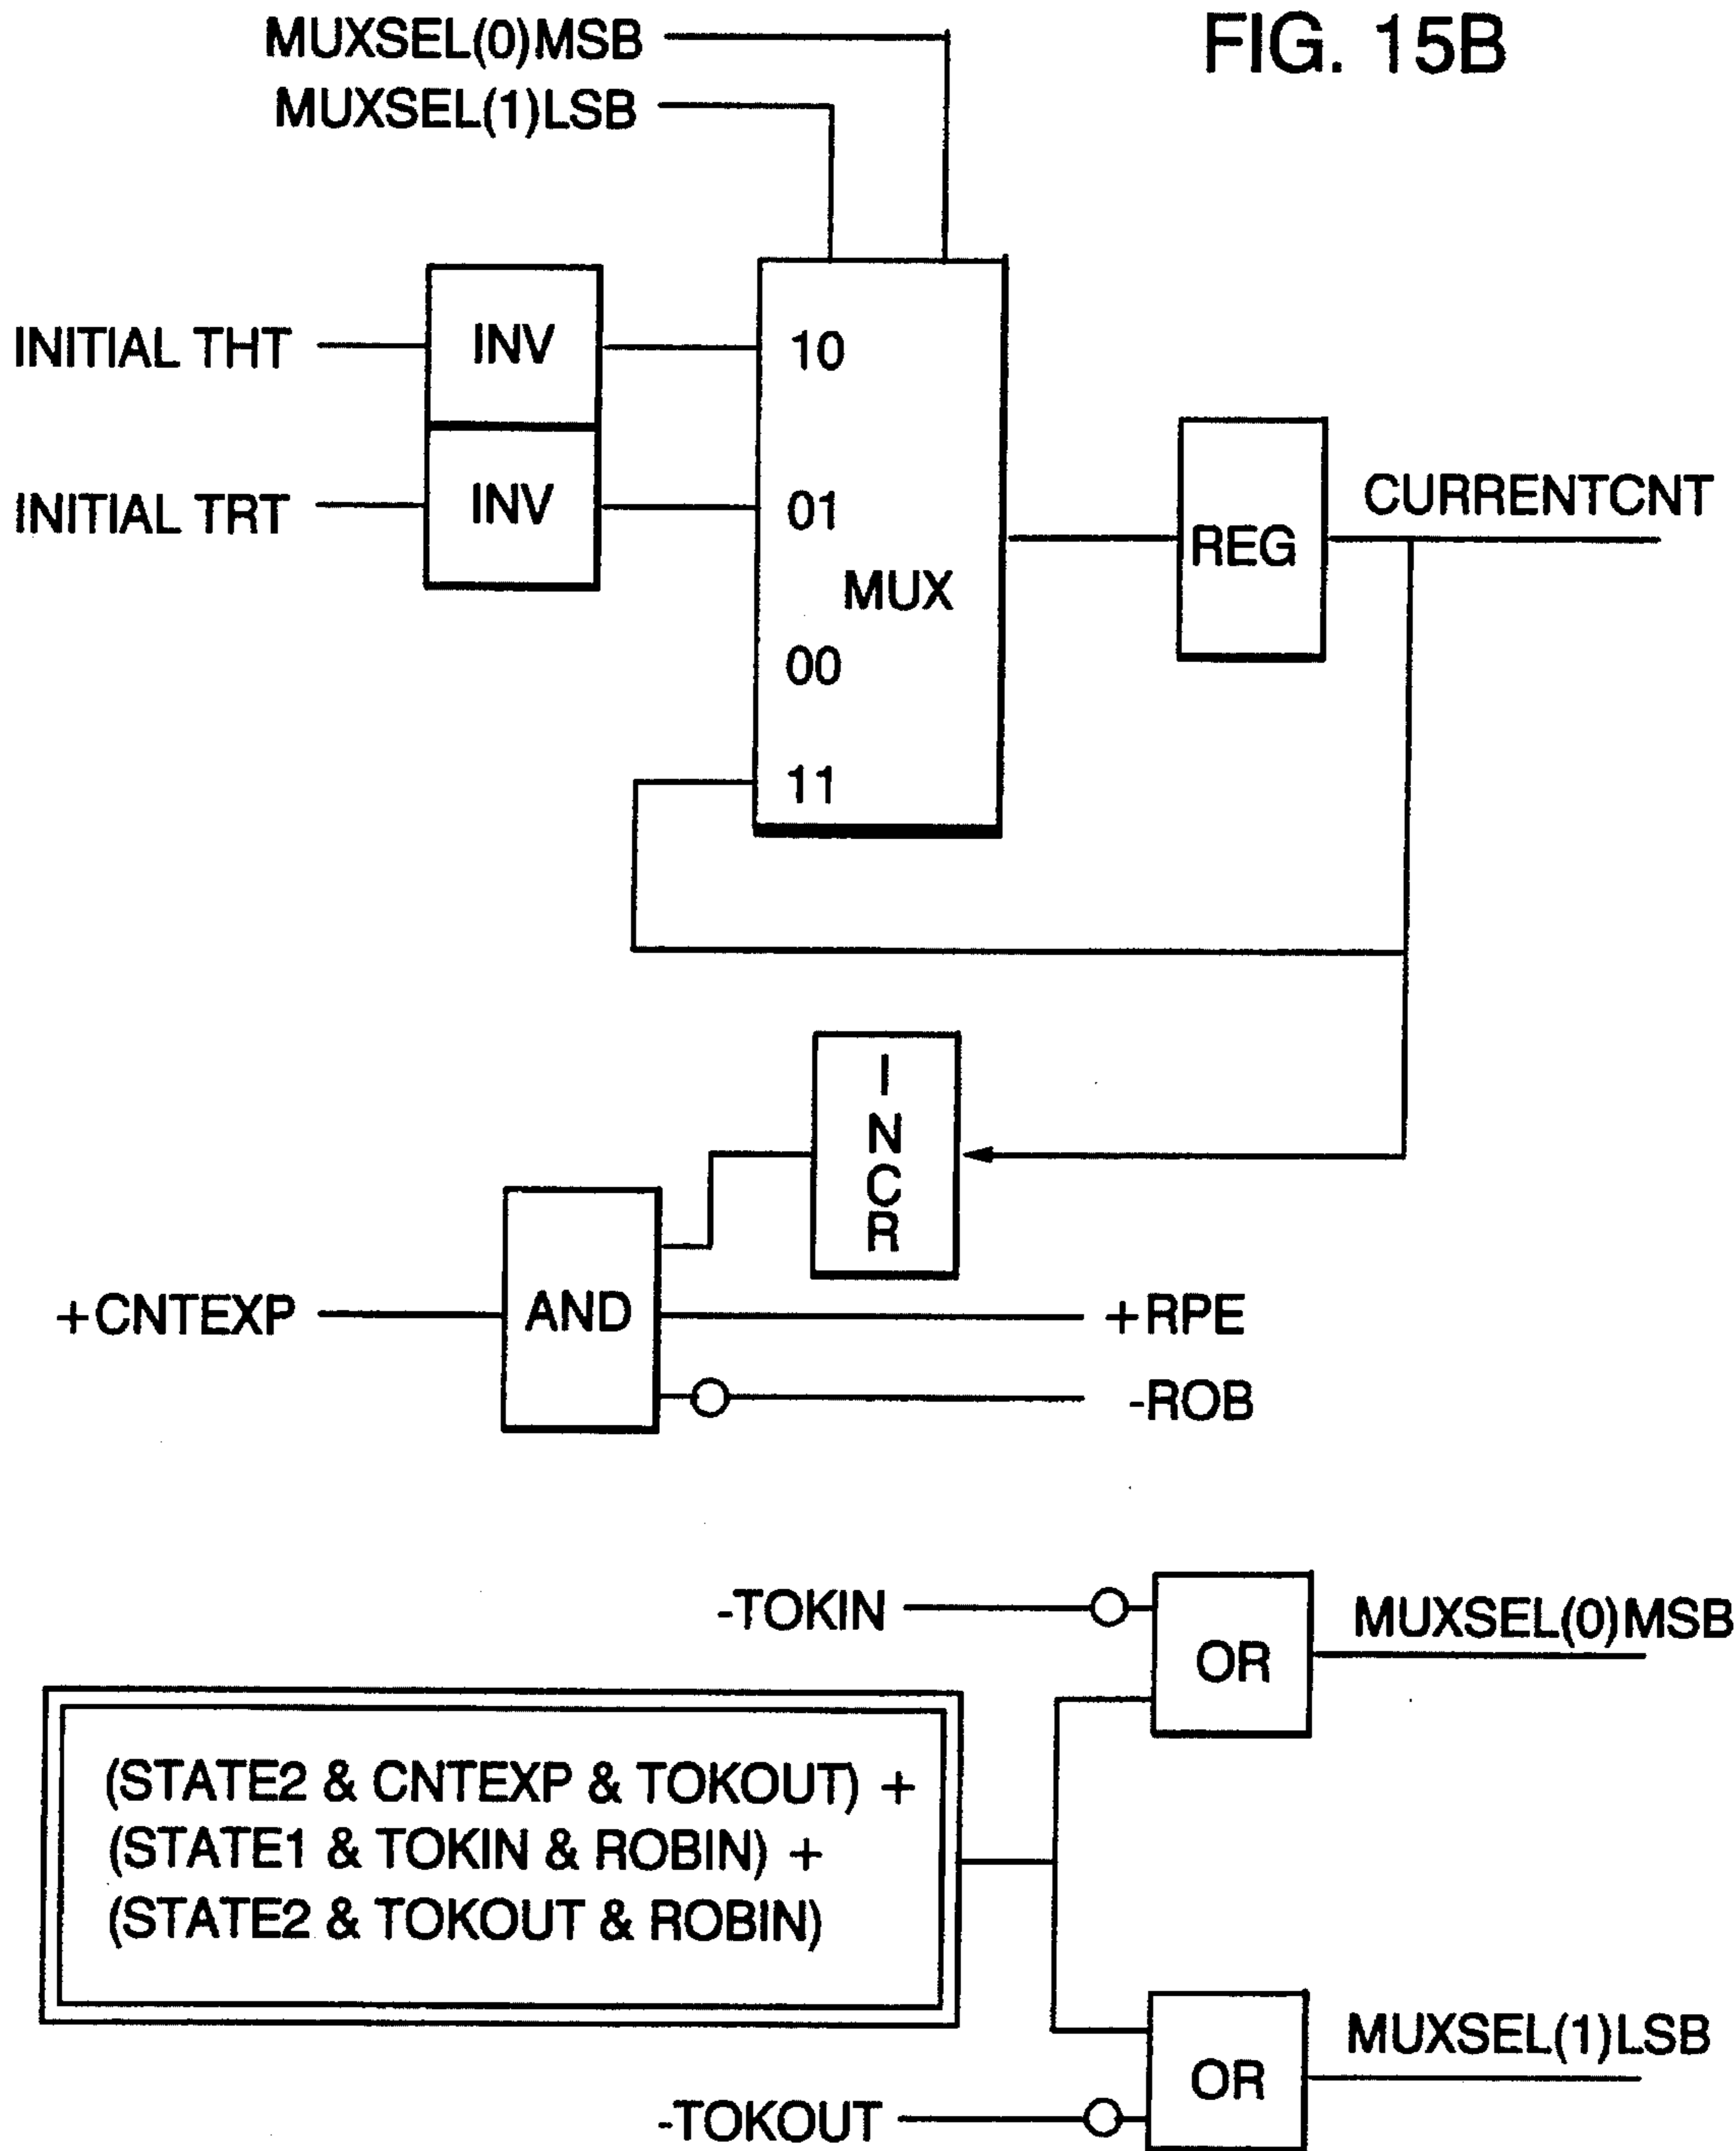 FIG. 15B
MUXSEL(0)MSB
MUXSEL(1)LSB
INITIAL THT
INV
10
INITIAL TRT
INV
01
MUX
00
11
REG
CURRENTCNT
INCR
+CNTEXP
AND
+RPE
-ROB
-TOKIN
OR
MUXSEL(0)MSB
(STATE2 & CNTEXP & TOKOUT) +
(STATE1 & TOKIN & ROBIN) +
(STATE2 & TOKOUT & ROBIN)
OR
MUXSEL(1)LSB
-TOKOUT